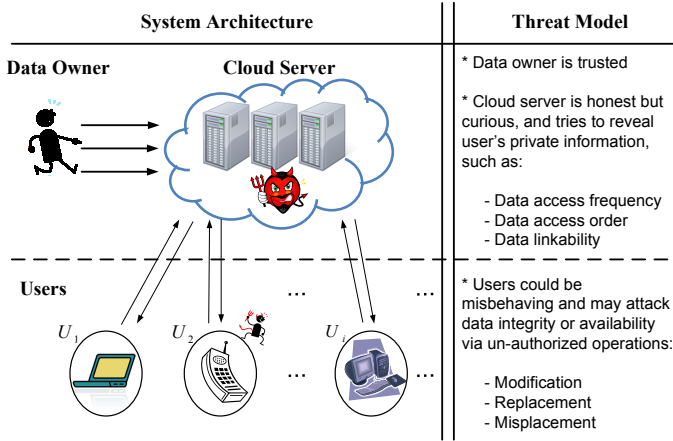 System Architecture
Threat Model
Data Owner
Cloud Server
* Data owner is trusted
* Cloud server is honest but
curious, and tries to reveal
user's private information,
such as:
- Data access frequency
- Data access order
- Data linkability
Users
...
...
U1
U2
Ui
...
...
* Users could be
misbehaving and may attack
data integrity or availability
via un-authorized operations:
- Modification
- Replacement
- Misplacement